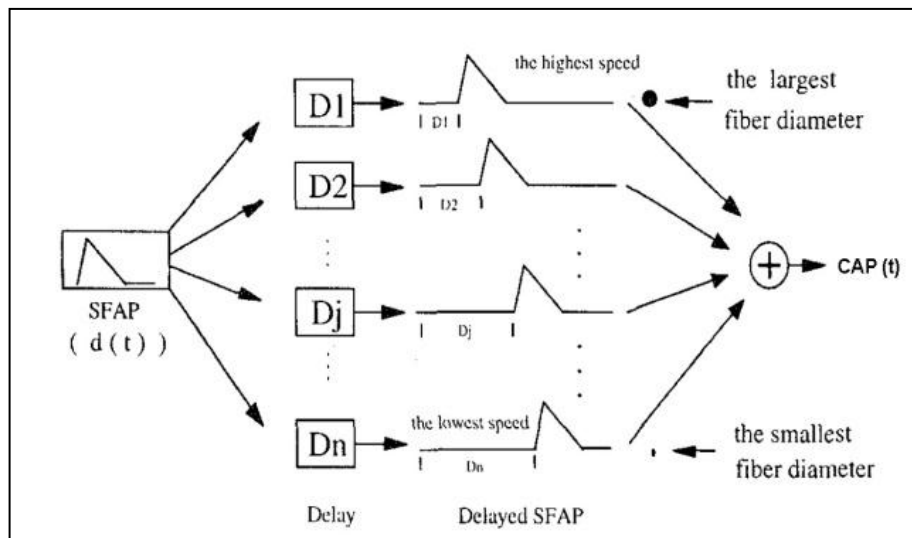 the highest speed
the largest
fiber diameter
D1
D1
D2
D2
SFAP
( d ( t ) )
Dj
Dj
CAP (t)
the lowest speed
Dn
Dn
the smallest
fiber diameter
Delay
Delayed SFAP